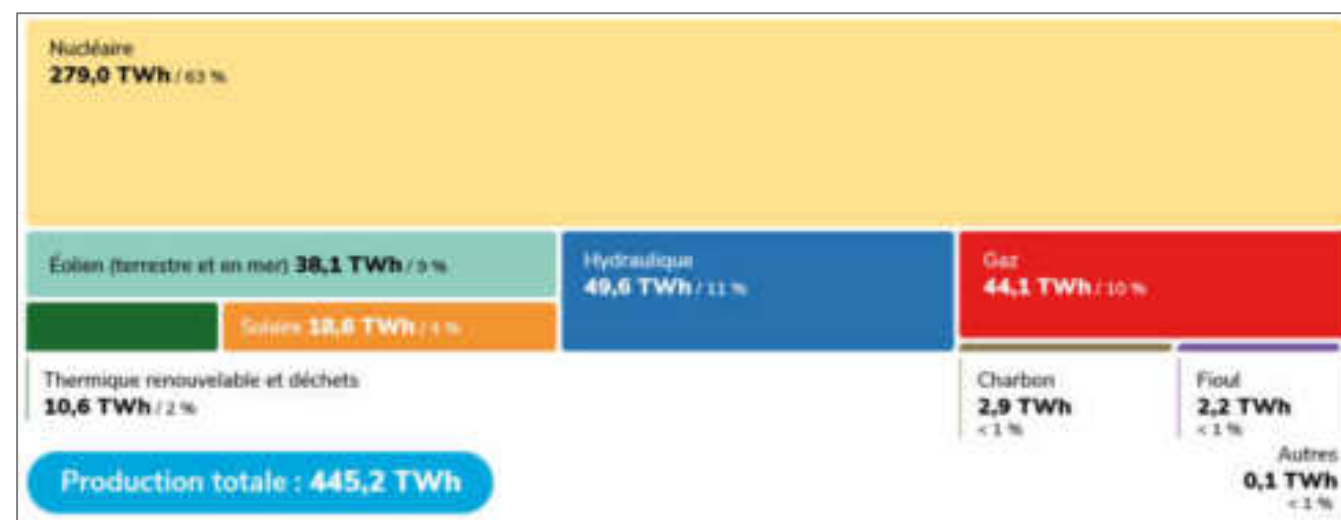 Nucléaire
279,0 TWh / 63 %
Éolien (terrestre et en mer) 38,1 TWh / 9 %
Hydraulique
49,6 TWh / 11 %
Gaz
44,1 TWh / 10 %
Solaire 18,6 TWh / 4 %
Thermique renouvelable et déchets
10,6 TWh / 2 %
Charbon
2,9 TWh
< 1 %
Fioul
2,2 TWh
< 1 %
Autres
0,1 TWh
< 1 %
Production totale : 445,2 TWh